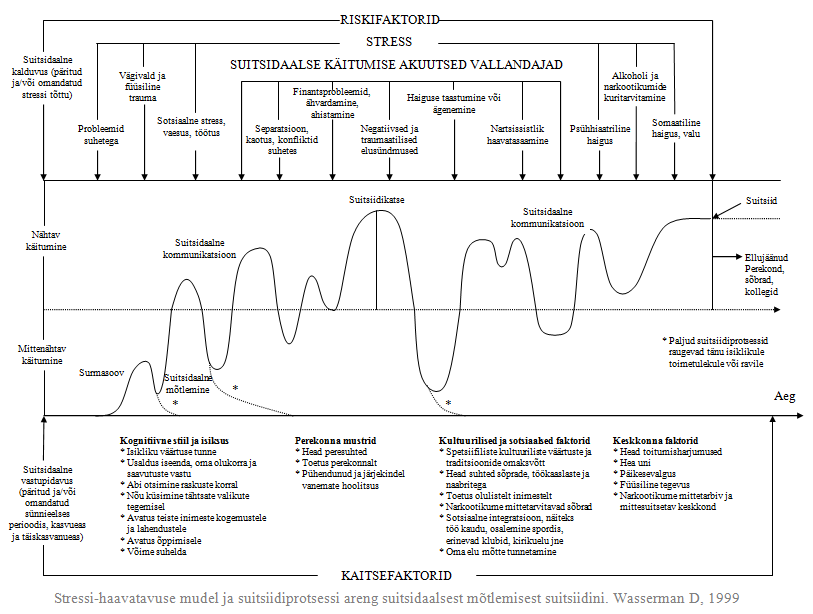 RISKIFAKTORID
STRESS
SUITSIDAALSE KÄITUMISE AKUUTSED VALLANDAJAD
Suitsidaalne
kalduvus (päritud
ja/või omandatud
stressi tõttu)
Probleemid
suhetega
Vägivald ja
füüsiline
trauma
Sotsiaalne stress,
vaesus, töötus
Separatsioon,
kaotus, konfliktid
suhetes
Finantsprobleemid,
ähvardamine,
ahistamine
Negatiivsed ja
traumaatilised
elusündmused
Haiguse taastumine või
ägenemine
Nartsissistlik
haavatasaamine
Psühhiaatriline
haigus
Alkoholi ja
narkootikumide
kuritarvitamine
Somaatiline
haigus, valu
Nähtav
käitumine
Mittenähtav
käitumine
Surmasoov
Suitsidaalne
kommunikatsioon
Suitsidaalne
mõtlemine
*
*
Suitsiidikatse
*
Suitsidaalne
kommunikatsioon
Suitsiid
Ellujäänud
Perekond,
sõbrad,
kollegid
* Paljud suitsiidiprotsessid
raugevad tänu isiklikule
toimetulekule või ravile
Aeg
Suitsidaalne
vastupidavus
(päritud ja/või
omandatud
sünnieelses
perioodis, kasvueas
ja täiskasvanueas)
Kognitiivne stiil ja isiksus
* Isikliku väärtuse tunne
* Usaldus iseenda, oma olukorra ja
saavutuste vastu
* Abi otsimine raskuste korral
* Nõu küsimine tähtsate valikute
tegemisel
* Avatus teiste inimeste kogemustele
ja lahendustele
* Avatus õppimisele
* Võime suhelda
Perekonna mustrid
* Head peresuhted
* Toetus perekonnalt
* Pühendunud ja järjekindel
vanemate hoolitsus
Kultuurilised ja sotsiaalsed faktorid
* Spetsiifiliste kultuuriliste väärtuste ja
traditsioonide omaksvõtt
* Head suhted sõprade, töökaaslaste ja
naabritega
* Toetus olulistelt inimestelt
* Narkootikume mittetarvitavad sõbrad
* Sotsiaalne integratsioon, näiteks
töö kaudu, osalemine spordis,
erinevad klubid, kirikuelu jne
* Oma elu mõtte tunnetamine
Keskkonna faktorid
* Head toitumisharjumused
* Hea uni
* Päikesevalgus
* Füüsiline tegevus
* Narkootikume mittetarbiv ja
mittesuitsetav keskkond
KAITSEFAKTORID
Stressi-haavatavuse mudel ja suitsiidiprotsessi areng suitsidaalsest mõtlemisest suitsiidini. Wasserman D, 1999